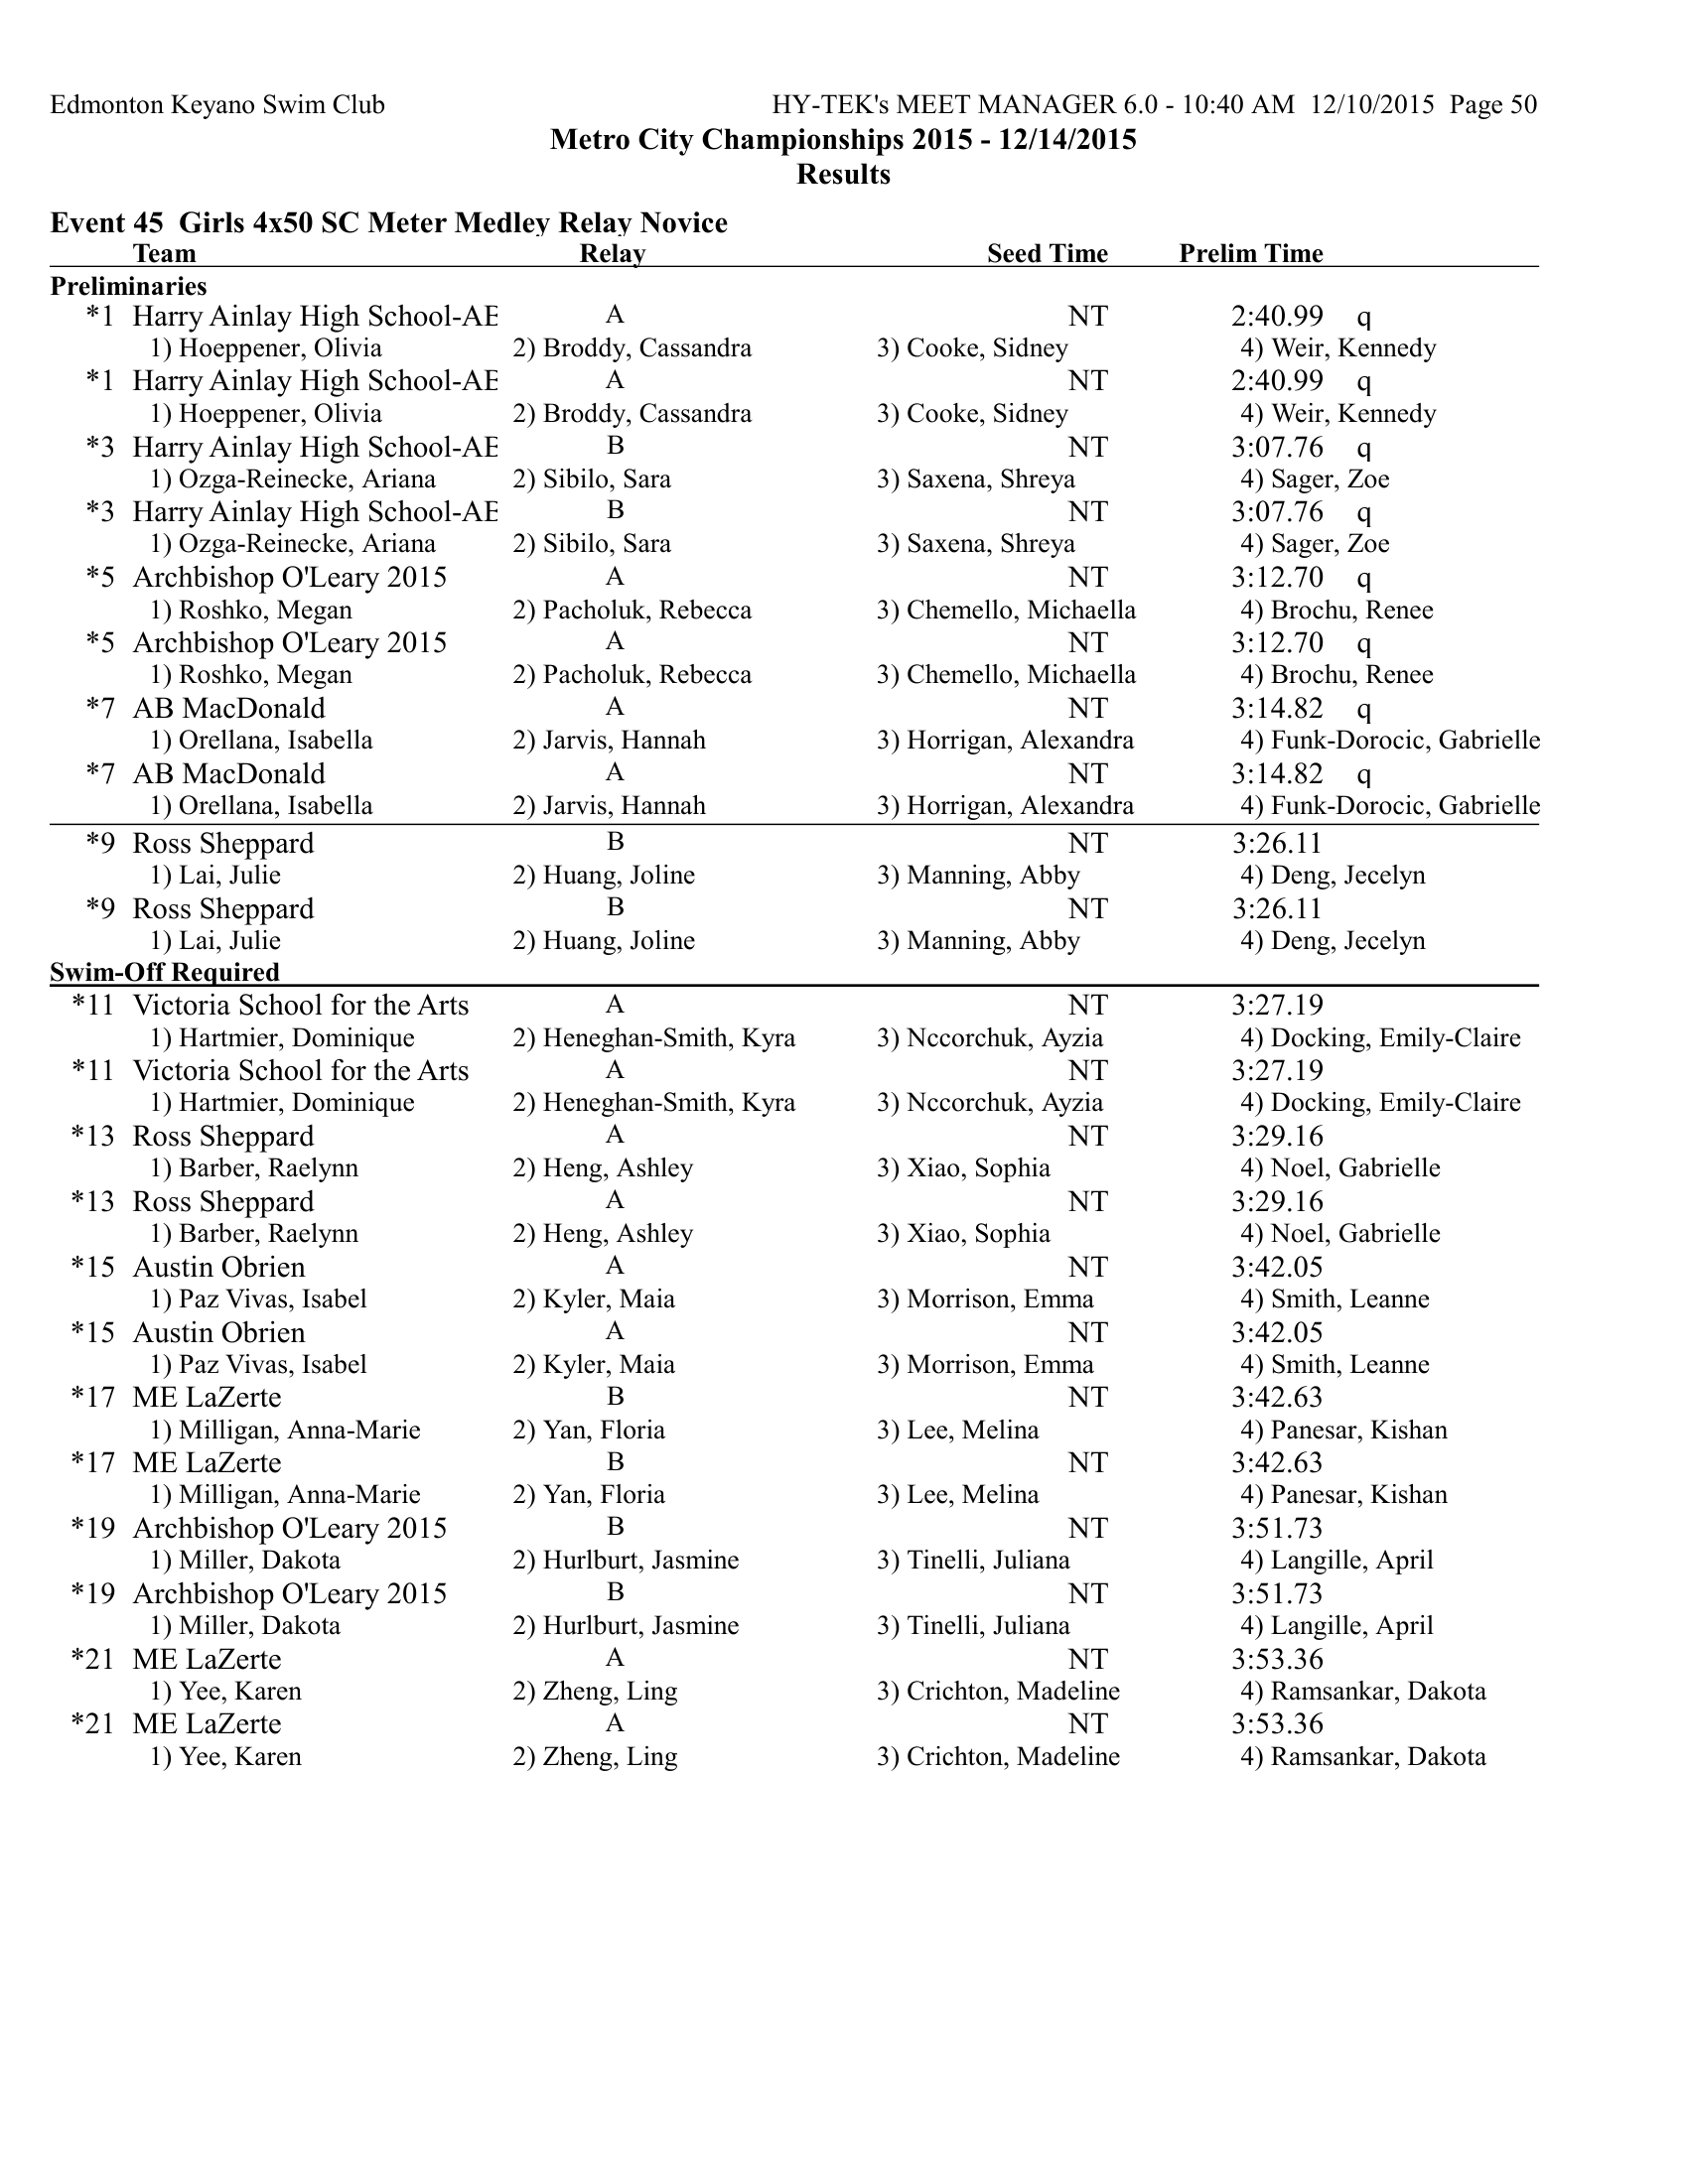 Edmonton Keyano Swim Club HY-TEK's MEET MANAGER 6.0 - 10:40 AM 12/10/2015 Page 50
Metro City Championships 2015 - 12/14/2015
Results
Event 45 Girls 4x50 SC Meter Medley Relay Novice
Team Relay Seed Time Prelim Time
Preliminaries
*1 Harry Ainlay High School-AB A NT 2:40.99 q
1) Hoeppener, Olivia 2) Broddy, Cassandra 3) Cooke, Sidney 4) Weir, Kennedy
*1 Harry Ainlay High School-AB A NT 2:40.99 q
1) Hoeppener, Olivia 2) Broddy, Cassandra 3) Cooke, Sidney 4) Weir, Kennedy
*3 Harry Ainlay High School-AB B NT 3:07.76 q
1) Ozga-Reinecke, Ariana 2) Sibilo, Sara 3) Saxena, Shreya 4) Sager, Zoe
*3 Harry Ainlay High School-AB B NT 3:07.76 q
1) Ozga-Reinecke, Ariana 2) Sibilo, Sara 3) Saxena, Shreya 4) Sager, Zoe
*5 Archbishop O'Leary 2015 A NT 3:12.70 q
1) Roshko, Megan 2) Pacholuk, Rebecca 3) Chemello, Michaella 4) Brochu, Renee
*5 Archbishop O'Leary 2015 A NT 3:12.70 q
1) Roshko, Megan 2) Pacholuk, Rebecca 3) Chemello, Michaella 4) Brochu, Renee
*7 AB MacDonald A NT 3:14.82 q
1) Orellana, Isabella 2) Jarvis, Hannah 3) Horrigan, Alexandra 4) Funk-Dorocic, Gabrielle
*7 AB MacDonald A NT 3:14.82 q
1) Orellana, Isabella 2) Jarvis, Hannah 3) Horrigan, Alexandra 4) Funk-Dorocic, Gabrielle
*9 Ross Sheppard B NT 3:26.11
1) Lai, Julie 2) Huang, Joline 3) Manning, Abby 4) Deng, Jecelyn
*9 Ross Sheppard B NT 3:26.11
1) Lai, Julie 2) Huang, Joline 3) Manning, Abby 4) Deng, Jecelyn
Swim-Off Required
*11 Victoria School for the Arts A NT 3:27.19
1) Hartmier, Dominique 2) Heneghan-Smith, Kyra 3) Nccorchuk, Ayzia 4) Docking, Emily-Claire
*11 Victoria School for the Arts A NT 3:27.19
1) Hartmier, Dominique 2) Heneghan-Smith, Kyra 3) Nccorchuk, Ayzia 4) Docking, Emily-Claire
*13 Ross Sheppard A NT 3:29.16
1) Barber, Raelynn 2) Heng, Ashley 3) Xiao, Sophia 4) Noel, Gabrielle
*13 Ross Sheppard A NT 3:29.16
1) Barber, Raelynn 2) Heng, Ashley 3) Xiao, Sophia 4) Noel, Gabrielle
*15 Austin Obrien A NT 3:42.05
1) Paz Vivas, Isabel 2) Kyler, Maia 3) Morrison, Emma 4) Smith, Leanne
*15 Austin Obrien A NT 3:42.05
1) Paz Vivas, Isabel 2) Kyler, Maia 3) Morrison, Emma 4) Smith, Leanne
*17 ME LaZerte B NT 3:42.63
1) Milligan, Anna-Marie 2) Yan, Floria 3) Lee, Melina 4) Panesar, Kishan
*17 ME LaZerte B NT 3:42.63
1) Milligan, Anna-Marie 2) Yan, Floria 3) Lee, Melina 4) Panesar, Kishan
*19 Archbishop O'Leary 2015 B NT 3:51.73
1) Miller, Dakota 2) Hurlburt, Jasmine 3) Tinelli, Juliana 4) Langille, April
*19 Archbishop O'Leary 2015 B NT 3:51.73
1) Miller, Dakota 2) Hurlburt, Jasmine 3) Tinelli, Juliana 4) Langille, April
*21 ME LaZerte A NT 3:53.36
1) Yee, Karen 2) Zheng, Ling 3) Crichton, Madeline 4) Ramsankar, Dakota
*21 ME LaZerte A NT 3:53.36
1) Yee, Karen 2) Zheng, Ling 3) Crichton, Madeline 4) Ramsankar, Dakota